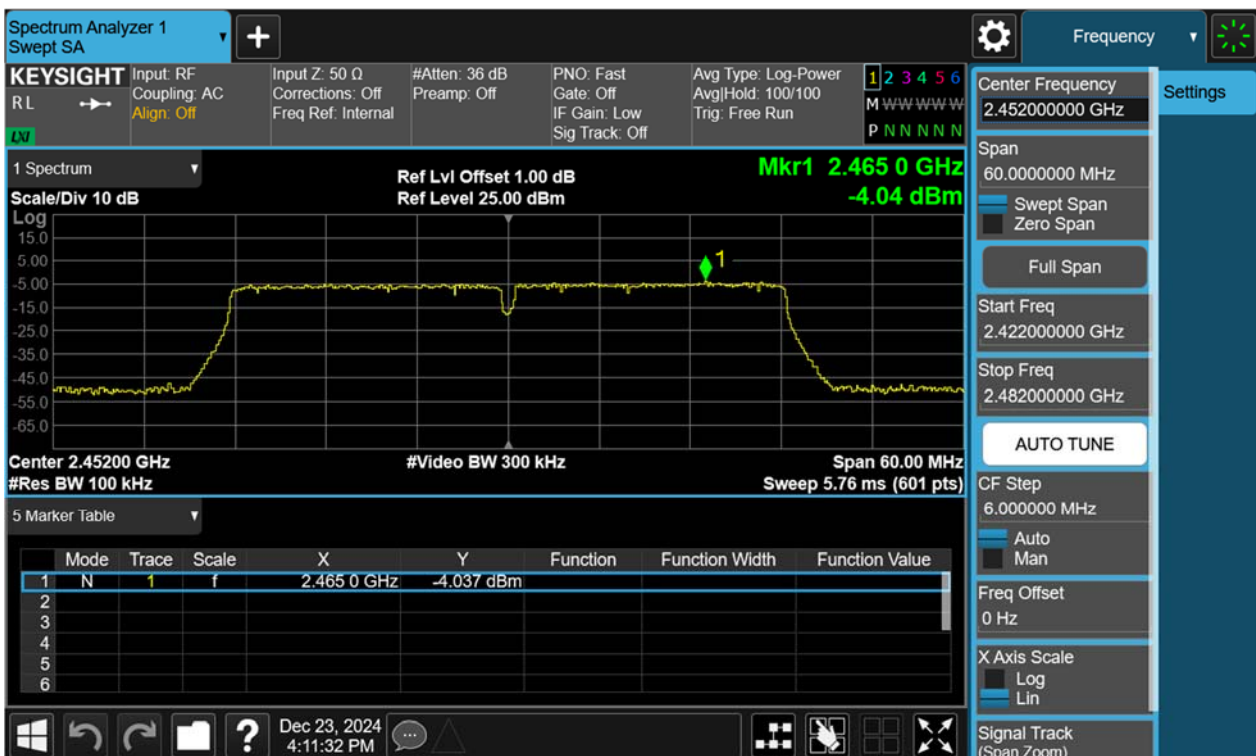 Spectrum Analyzer 1
Swept SA
Frequency
KEYSIGHT
R L
LXI
Input: RF
Coupling: AC
Align: Off
Input Z: 50 Ω
Corrections: Off
Freq Ref: Internal
#Atten: 36 dB
Preamp: Off
PNO: Fast
Gate: Off
IF Gain: Low
Sig Track: Off
Avg Type: Log-Power
Avg|Hold: 100/100
Trig: Free Run
1 2 3 4 5 6
M W W W W W
P N N N N N
1 Spectrum
Scale/Div 10 dB
Ref Lvl Offset 1.00 dB
Ref Level 25.00 dBm
Mkr1 2.465 0 GHz
-4.04 dBm
Log
15.0
5.00
-5.00
-15.0
-25.0
-35.0
-45.0
-55.0
-65.0
1
Center 2.45200 GHz
#Res BW 100 kHz
#Video BW 300 kHz
Span 60.00 MHz
Sweep 5.76 ms (601 pts)
5 Marker Table
Mode Trace Scale X Y Function Function Width Function Value
1 N 1 f 2.465 0 GHz -4.037 dBm
2
3
4
5
6
Dec 23, 2024
4:11:32 PM
Center Frequency
2.452000000 GHz
Settings
Span
60.0000000 MHz
Swept Span
Zero Span
Full Span
Start Freq
2.422000000 GHz
Stop Freq
2.482000000 GHz
AUTO TUNE
CF Step
6.000000 MHz
Auto
Man
Freq Offset
0 Hz
X Axis Scale
Log
Lin
Signal Track
(Span Zoom)